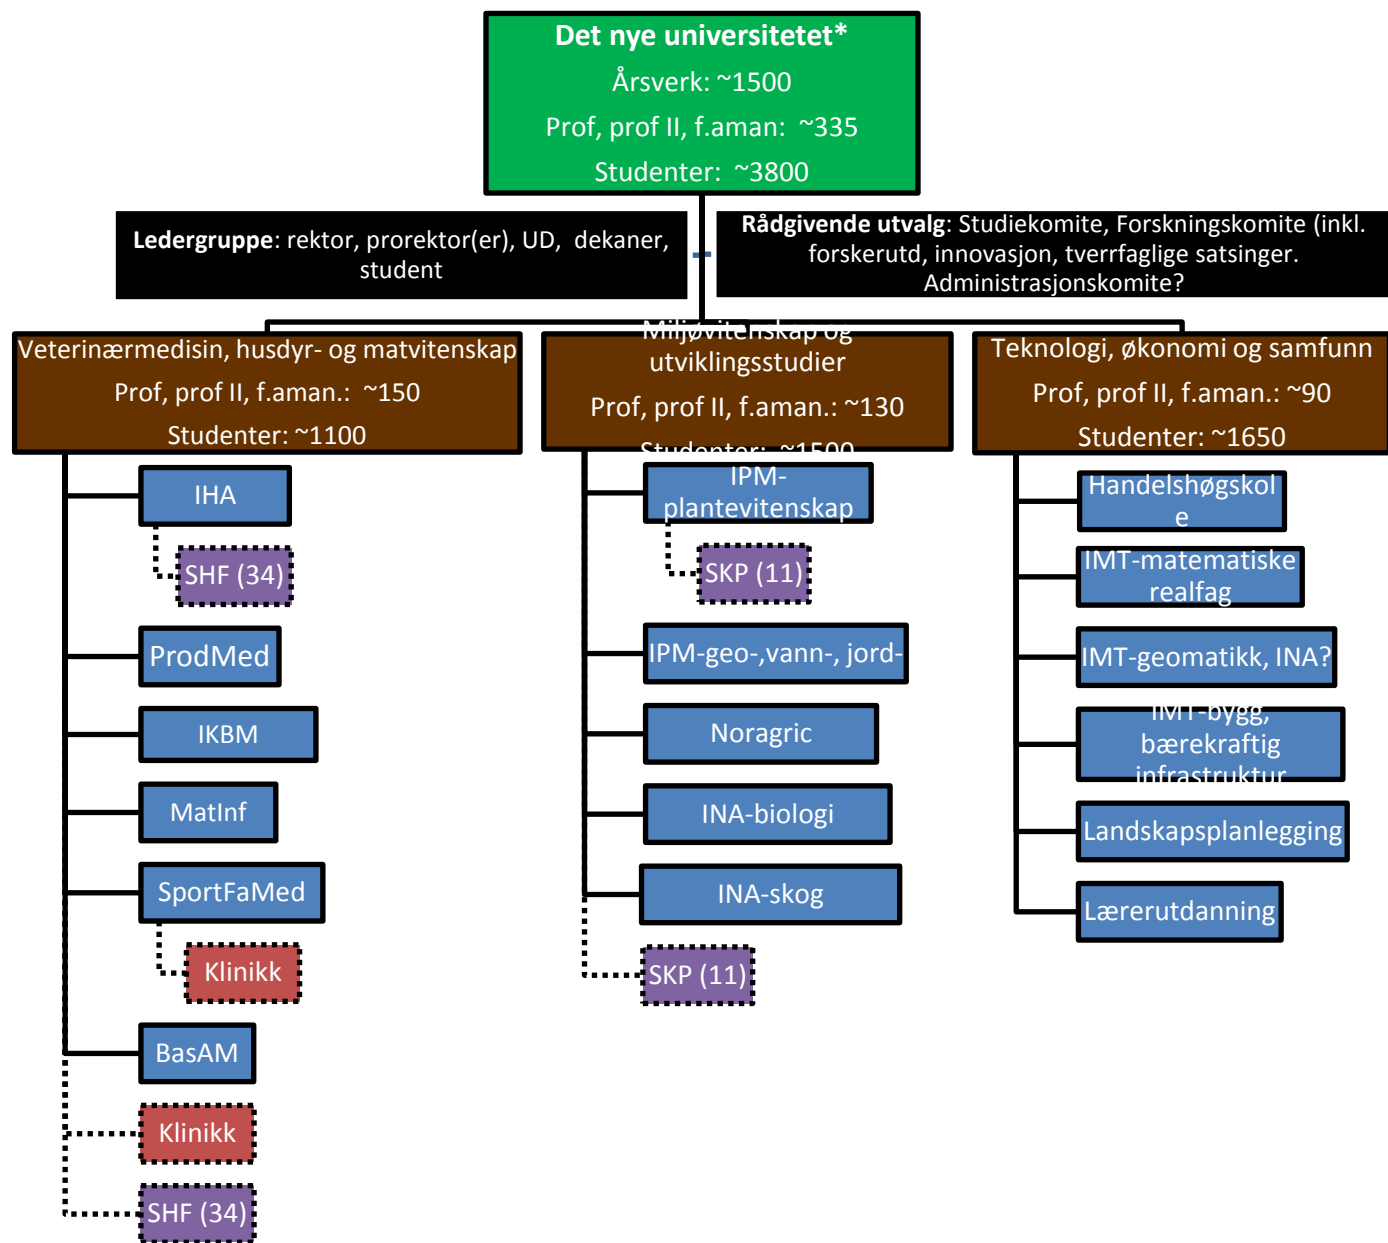 Det nye universitetet*
Årsverk: ~1500
Prof, prof II, f.aman: ~335
Studenter: ~3800
Ledergruppe: rektor, prorektor(er), UD, dekaner,
student
Rådgivende utvalg: Studiekomite, Forskningskomite (inkl.
forskerutd, innovasjon, tverrfaglige satsinger.
Administrasjonskomite?
Veterinærmedisin, husdyr- og matvitenskap
Prof, prof II, f.aman.: ~150
Studenter: ~1100
IHA
SHF (34)
ProdMed
IKBM
MatInf
SportFaMed
Klinikk
BasAM
Klinikk
SHF (34)
Miljøvitenskap og
utviklingsstudier
Prof, prof II, f.aman.: ~130
Studenter: ~1500
IPM-
plantevitenskap
SKP (11)
IPM-geo-,vann-, jord-
Noragric
INA-biologi
INA-skog
SKP (11)
Teknologi, økonomi og samfunn
Prof, prof II, f.aman.: ~90
Studenter: ~1650
Handelshøgskol
e
IMT-matematiske
realfag
IMT-geomatikk, INA?
IMT-bygg,
bærekraftig
infrastruktur
Landskapsplanlegging
Lærerutdanning